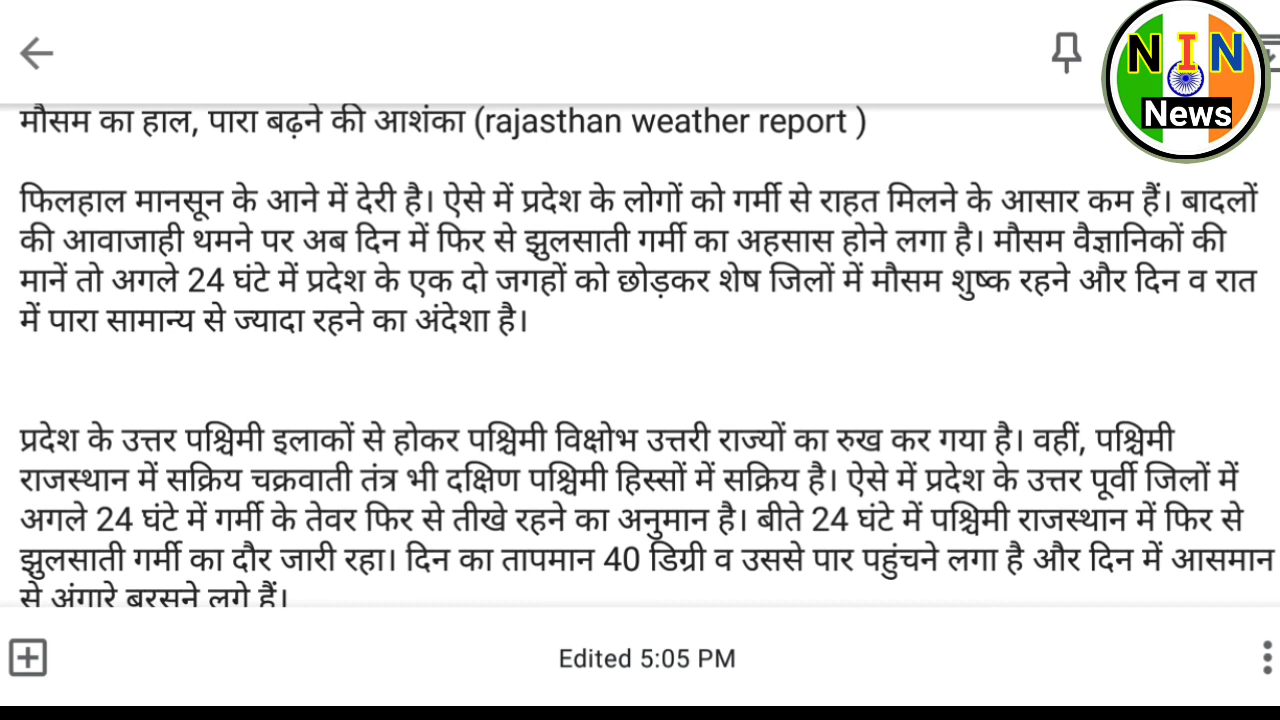 NIN
News
मौसम का हाल, पारा बढ़ने की आशंका (rajasthan weather report )
फिलहाल मानसून के आने में देरी है। ऐसे में प्रदेश के लोगों को गर्मी से राहत मिलने के आसार कम हैं। बादलों
की आवाजाही थमने पर अब दिन में फिर से झुलसाती गर्मी का अहसास होने लगा है। मौसम वैज्ञानिकों की
मानें तो अगले 24 घंटे में प्रदेश के एक दो जगहों को छोड़कर शेष जिलों में मौसम शुष्क रहने और दिन व रात
में पारा सामान्य से ज्यादा रहने का अंदेशा है।
प्रदेश के उत्तर पश्चिमी इलाकों से होकर पश्चिमी विक्षोभ उत्तरी राज्यों का रुख कर गया है। वहीं, पश्चिमी
राजस्थान में सक्रिय चक्रवाती तंत्र भी दक्षिण पश्चिमी हिस्सों में सक्रिय है। ऐसे में प्रदेश के उत्तर पूर्वी जिलों में
अगले 24 घंटे में गर्मी के तेवर फिर से तीखे रहने का अनुमान है। बीते 24 घंटे में पश्चिमी राजस्थान में फिर से
झुलसाती गर्मी का दौर जारी रहा। दिन का तापमान 40 डिग्री व उससे पार पहुंचने लगा है और दिन में आसमान
से अंगारे बरसने लगे हैं।
Edited 5:05 PM